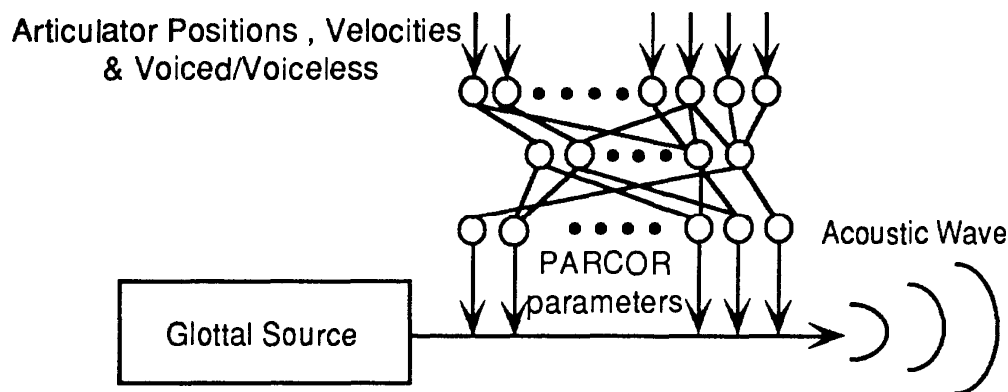 Articulator Positions , Velocities
& Voiced/Voiceless
Acoustic Wave
PARCOR
parameters
Glottal Source